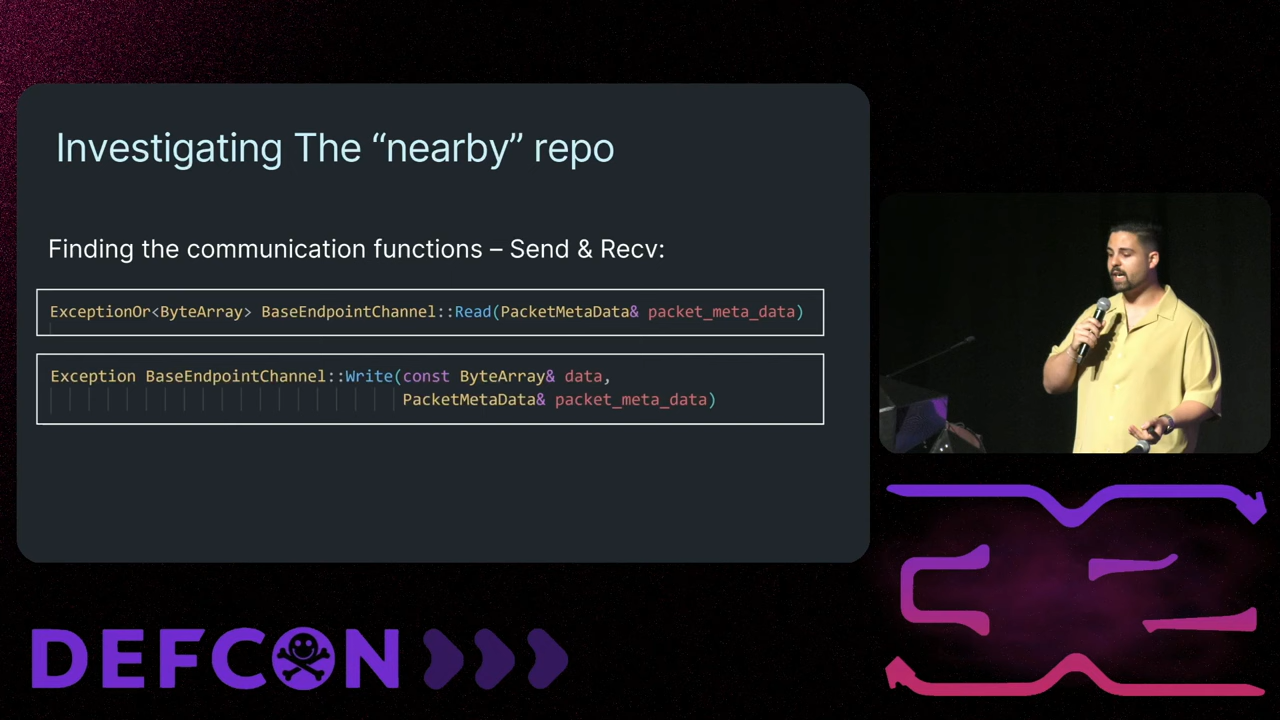 Investigating The “nearby” repo
Finding the communication functions – Send & Recv:
ExceptionOr<ByteArray> BaseEndpointChannel::Read(PacketMetaData& packet_meta_data)
Exception BaseEndpointChannel::Write(const ByteArray& data,
PacketMetaData& packet_meta_data)
DEFCON